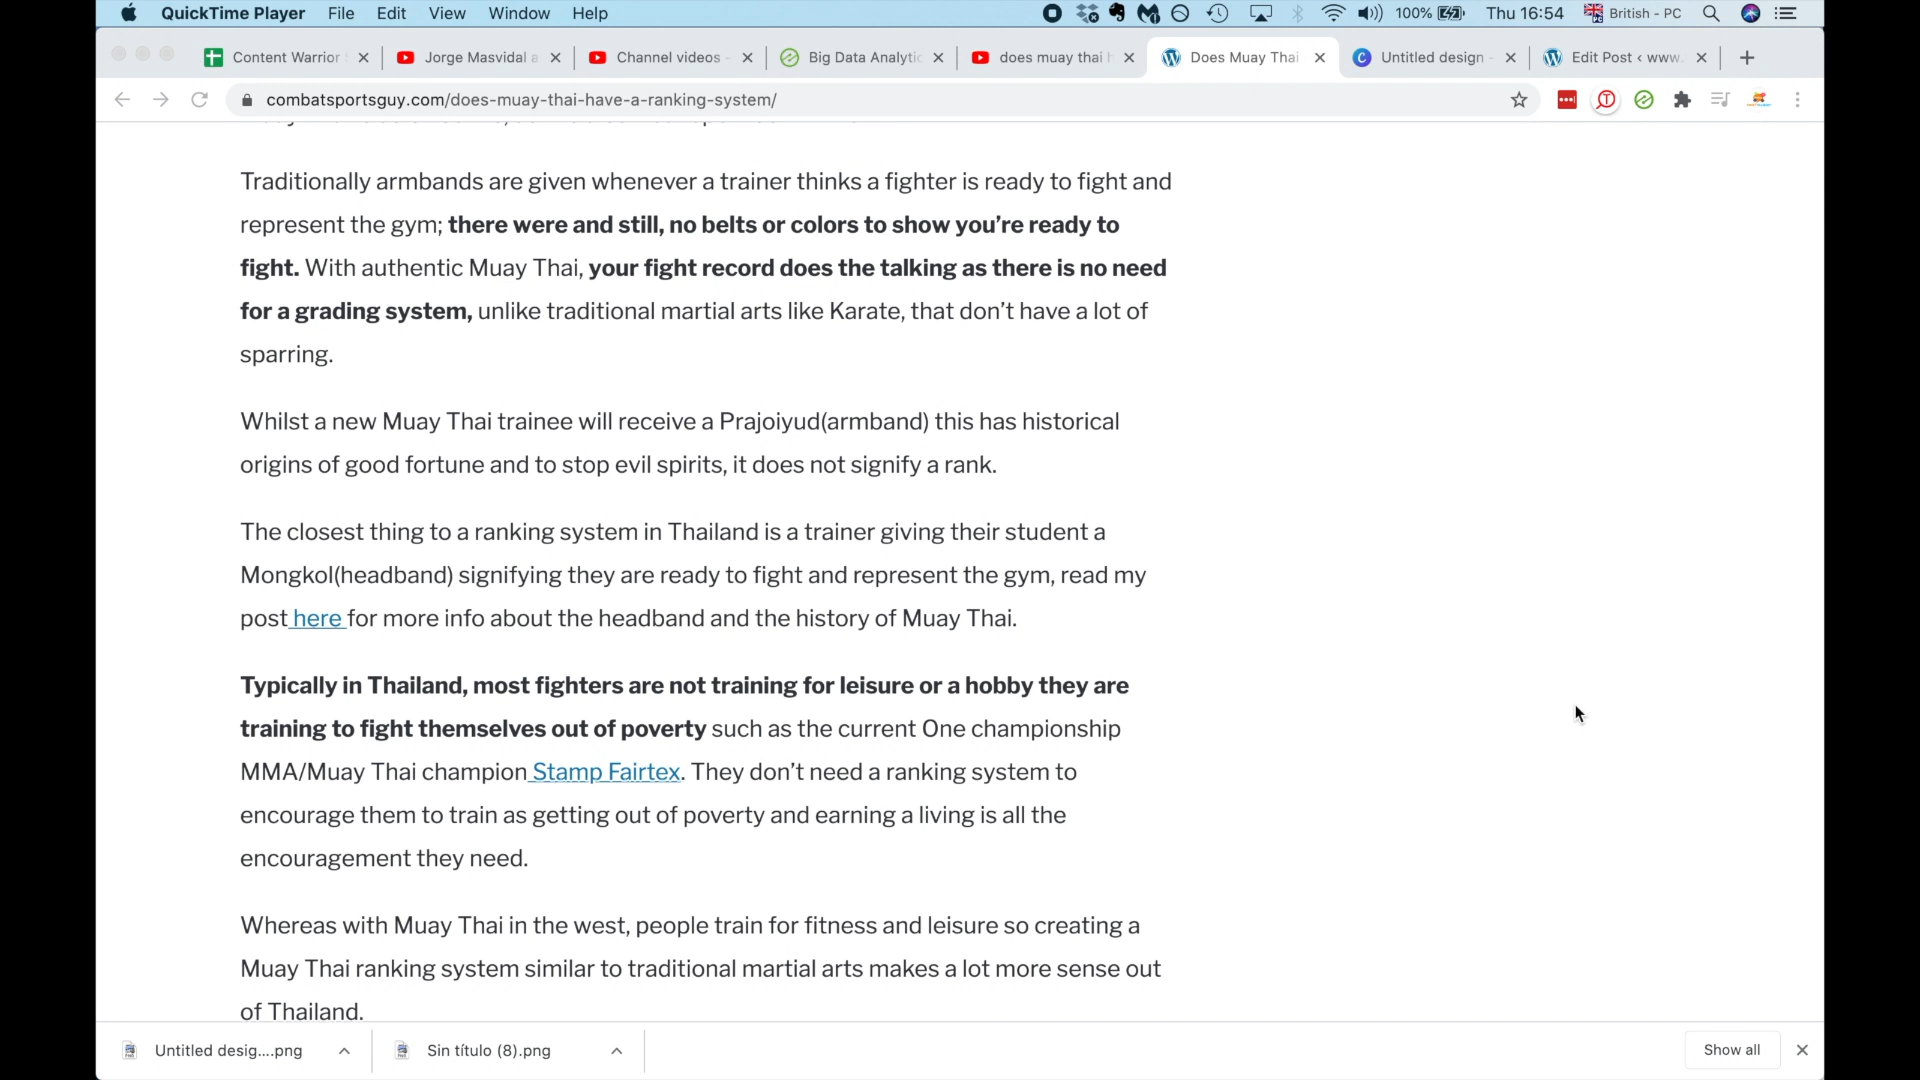 QuickTime Player File Edit View Window Help 100% Thu 16:54 British - PC
Content Warrior Jorge Masvidal a Channel videos - Big Data Analytic does muay thai h Does Muay Thai Untitled design - Edit Post ‹ www.
combatsportsguy.com/does-muay-thai-have-a-ranking-system/
Traditionally armbands are given whenever a trainer thinks a fighter is ready to fight and
represent the gym; there were and still, no belts or colors to show you’re ready to
fight. With authentic Muay Thai, your fight record does the talking as there is no need
for a grading system, unlike traditional martial arts like Karate, that don’t have a lot of
sparring.
Whilst a new Muay Thai trainee will receive a Prajoiyud(armband) this has historical
origins of good fortune and to stop evil spirits, it does not signify a rank.
The closest thing to a ranking system in Thailand is a trainer giving their student a
Mongkol(headband) signifying they are ready to fight and represent the gym, read my
post here for more info about the headband and the history of Muay Thai.
Typically in Thailand, most fighters are not training for leisure or a hobby they are
training to fight themselves out of poverty such as the current One championship
MMA/Muay Thai champion Stamp Fairtex. They don’t need a ranking system to
encourage them to train as getting out of poverty and earning a living is all the
encouragement they need.
Whereas with Muay Thai in the west, people train for fitness and leisure so creating a
Muay Thai ranking system similar to traditional martial arts makes a lot more sense out
of Thailand.
Untitled desig....png Sin título (8).png Show all